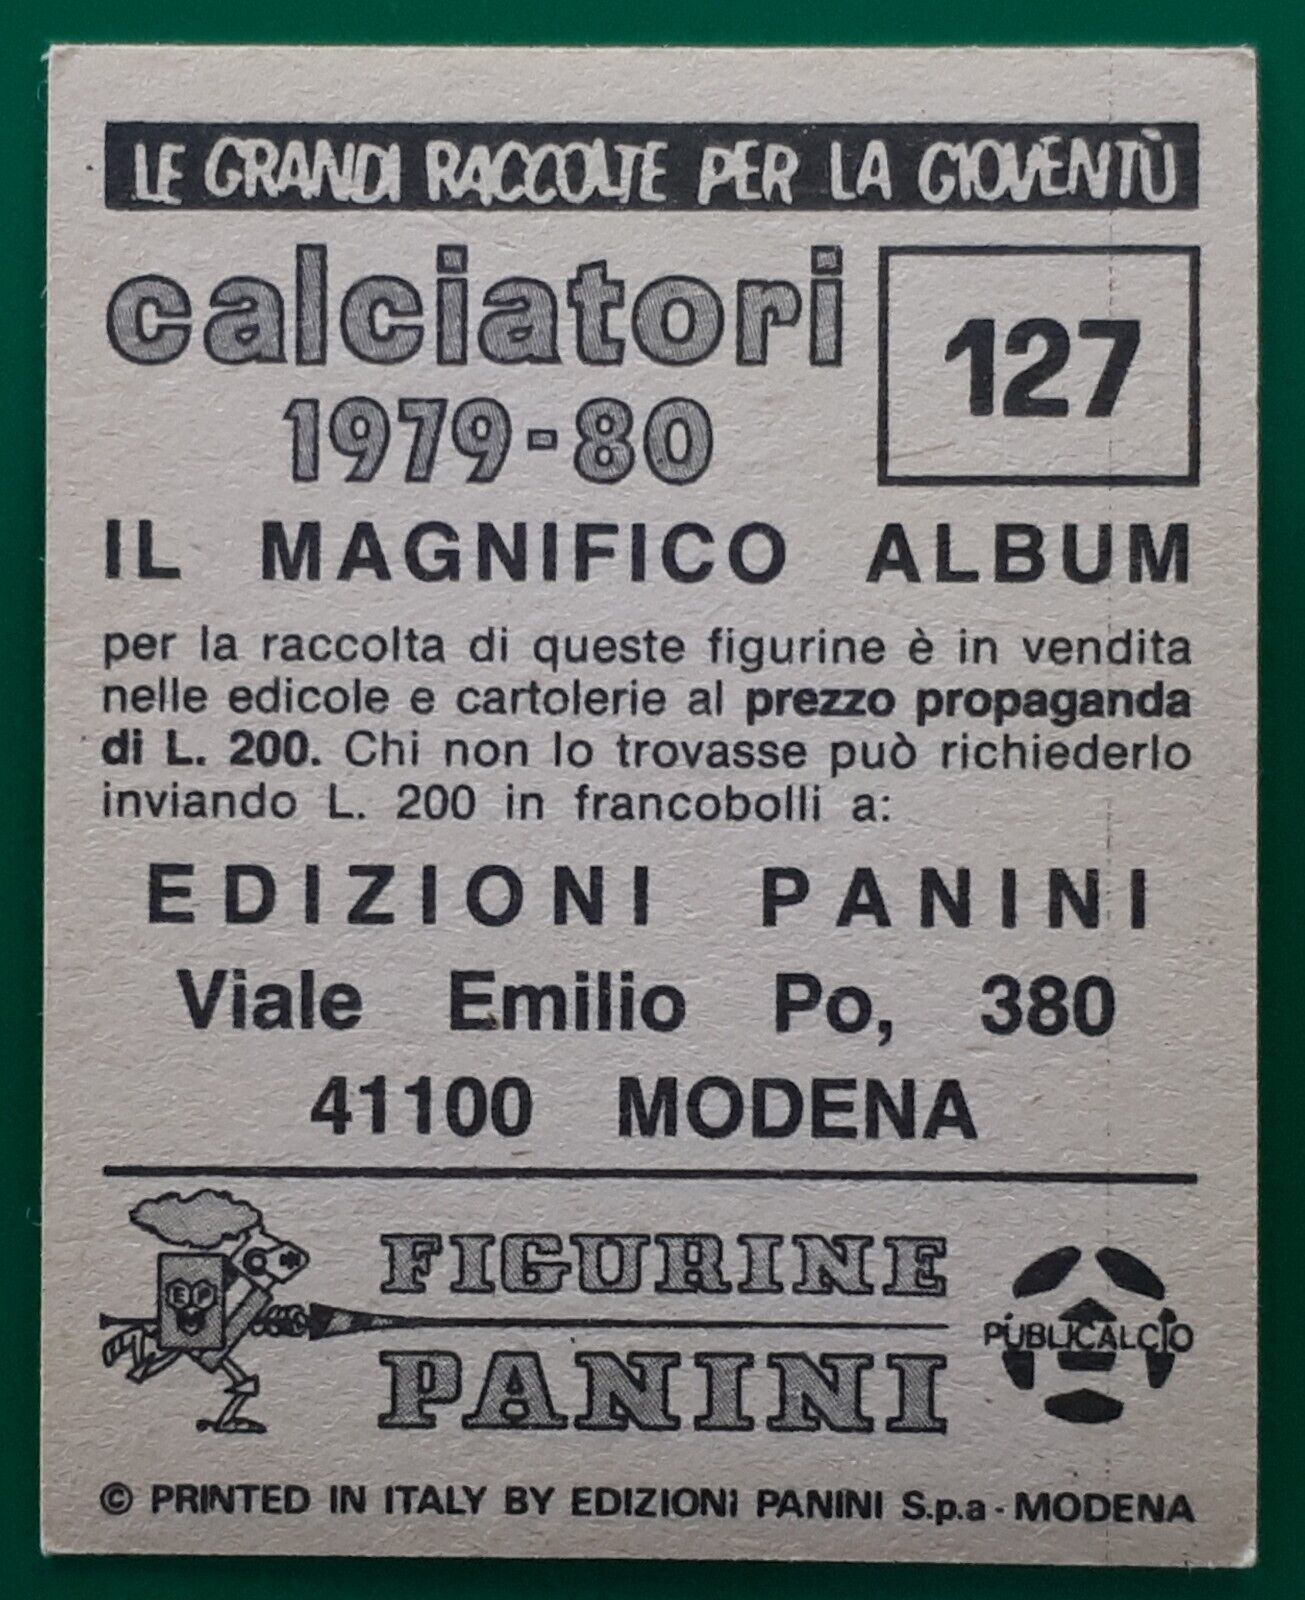 LE GRANDI RACCOLTE PER LA GIOVENTÙ
calciatori
1979-80
127
IL MAGNIFICO ALBUM
per la raccolta di queste figurine è in vendita
nelle edicole e cartolerie al prezzo propaganda
di L. 200. Chi non lo trovasse può richiederlo
inviando L. 200 in francobolli a:
EDIZIONI PANINI
Viale Emilio Po, 380
41100 MODENA
EP
FIGURINE
PANINI
PUBLICALCIO
© PRINTED IN ITALY BY EDIZIONi PANINI S.p.a - MODENA